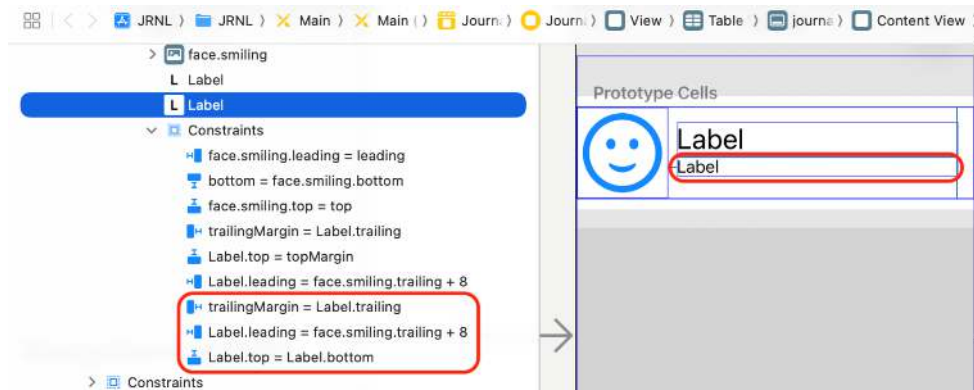 JRNL JRNL Main Main ( ) Journ Journ View Table journa Content View
face.smiling
L Label
L Label
Constraints
face.smiling.leading = leading
bottom = face.smiling.bottom
face.smiling.top = top
trailingMargin = Label.trailing
Label.top = topMargin
Label.leading = face.smiling.trailing + 8
trailingMargin = Label.trailing
Label.leading = face.smiling.trailing + 8
Label.top = Label.bottom
Constraints
Prototype Cells
Label
Label